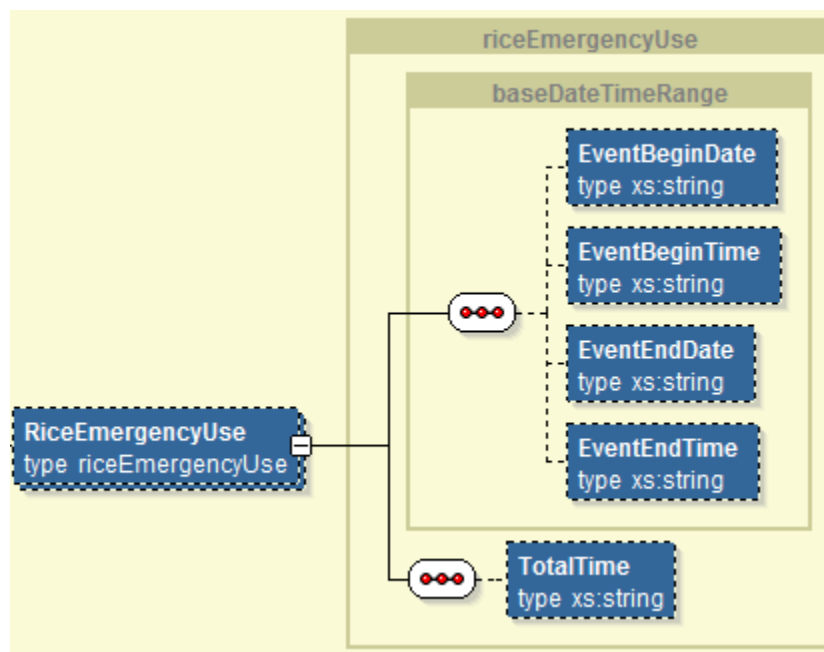 riceEmergencyUse
baseDateTimeRange
EventBeginDate
type xs:string
EventBeginTime
type xs:string
EventEndDate
type xs:string
EventEndTime
type xs:string
RiceEmergencyUse
type riceEmergencyUse
TotalTime
type xs:string